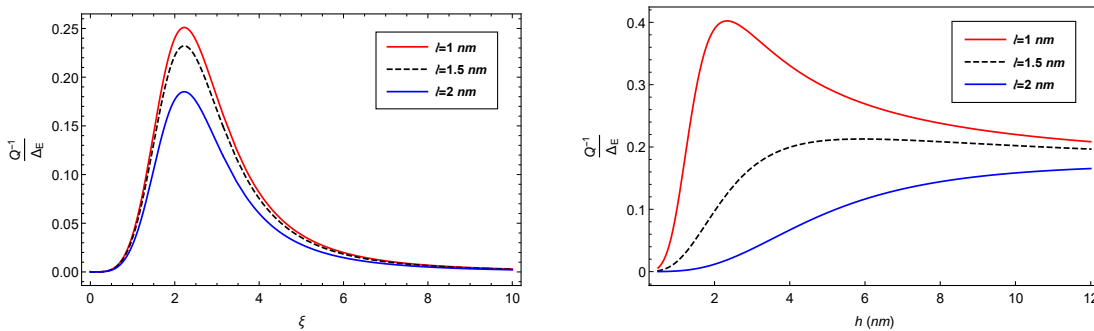 0.25
0.20
0.15
0.10
0.05
0.00
Q⁻¹
Δ_E
l=1 nm
l=1.5 nm
l=2 nm
0 2 4 6 8 10
ξ
0.4
0.3
0.2
0.1
0
Q⁻¹
Δ_E
l=1 nm
l=1.5 nm
l=2 nm
2 4 6 8 10 12
h (nm)